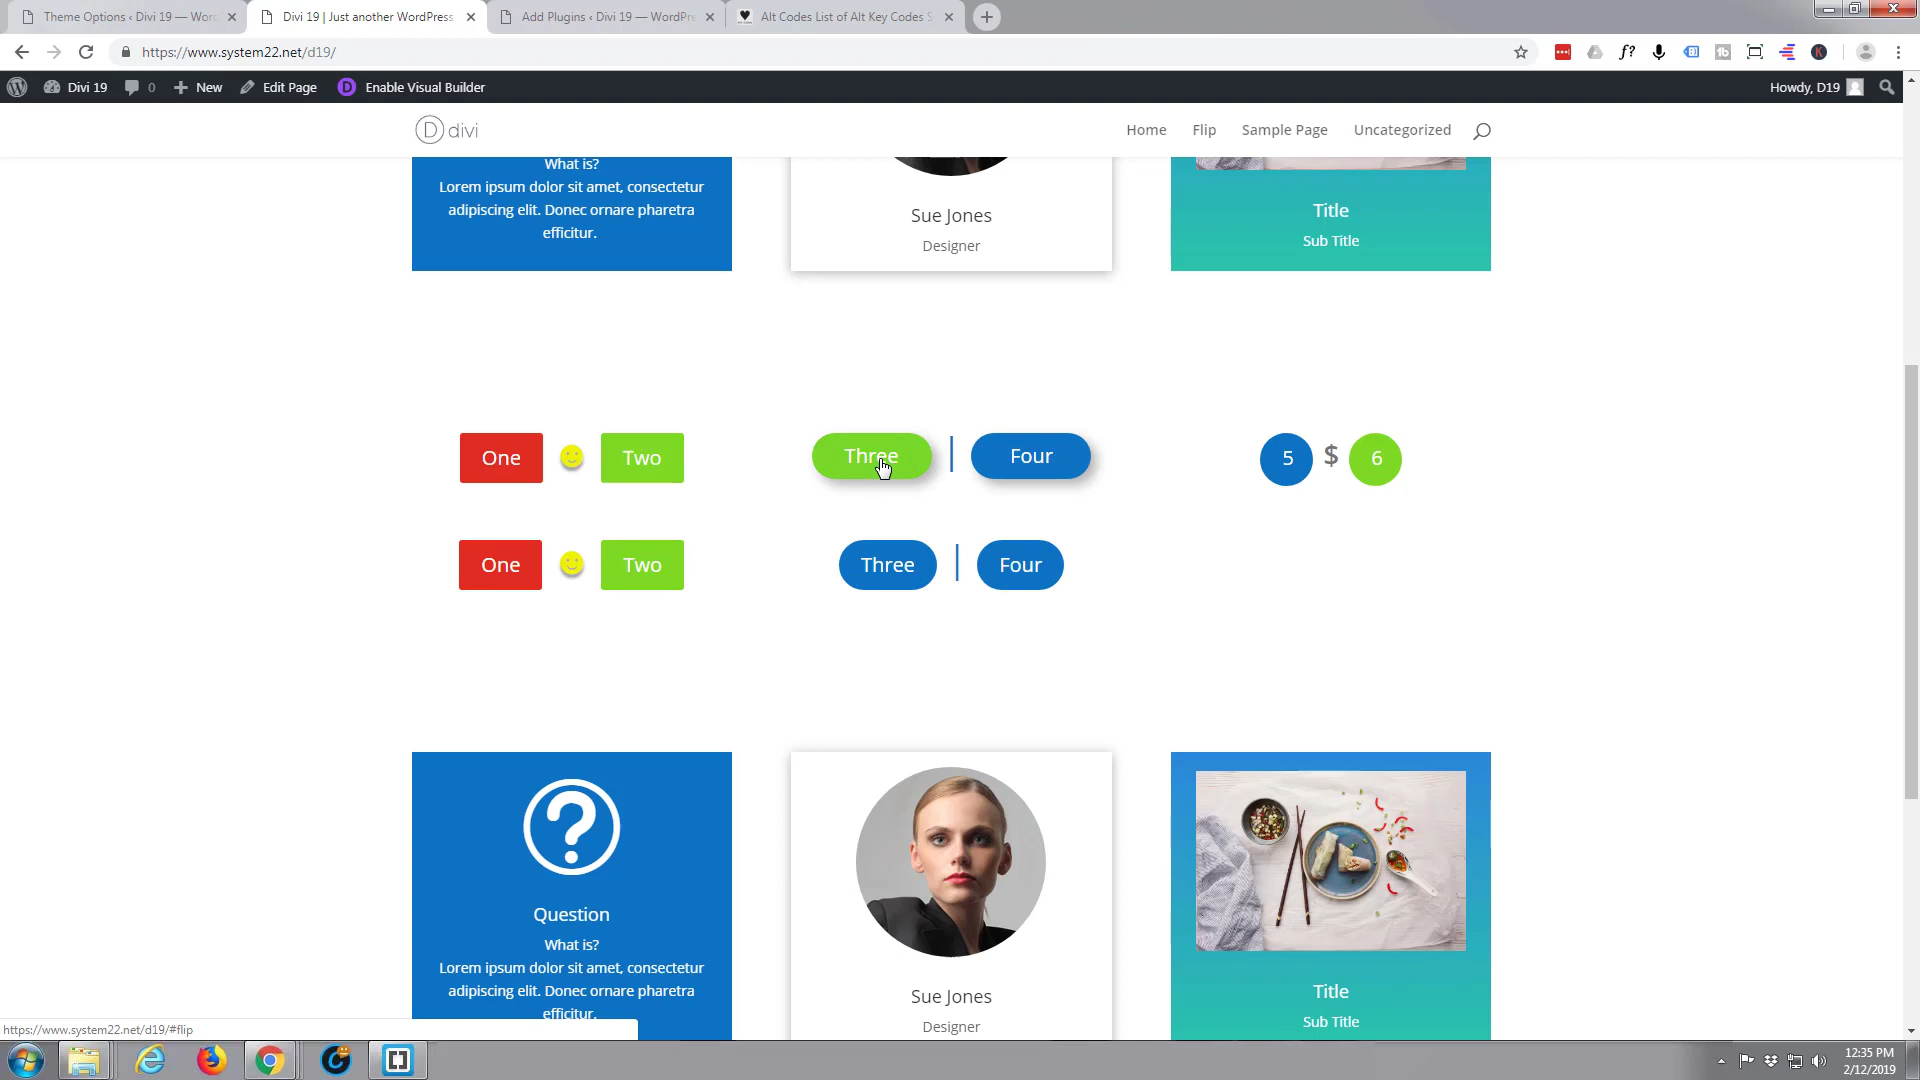 Theme Options ‹ Divi 19 — Wor
Divi 19 | Just another WordPress
Add Plugins ‹ Divi 19 — WordPre
Alt Codes List of Alt Key Codes S
https://www.system22.net/d19/
Divi 19
0
New
Edit Page
Enable Visual Builder
Howdy, D19
divi
Home
Flip
Sample Page
Uncategorized
What is?
Lorem ipsum dolor sit amet, consectetur
adipiscing elit. Donec ornare pharetra
efficitur.
Sue Jones
Designer
Title
Sub Title
One
Two
Three
|
Four
5
$
6
One
Two
Three
|
Four
?
Question
What is?
Lorem ipsum dolor sit amet, consectetur
adipiscing elit. Donec ornare pharetra
efficitur.
Sue Jones
Designer
Title
Sub Title
https://www.system22.net/d19/#flip
12:35 PM
2/12/2019